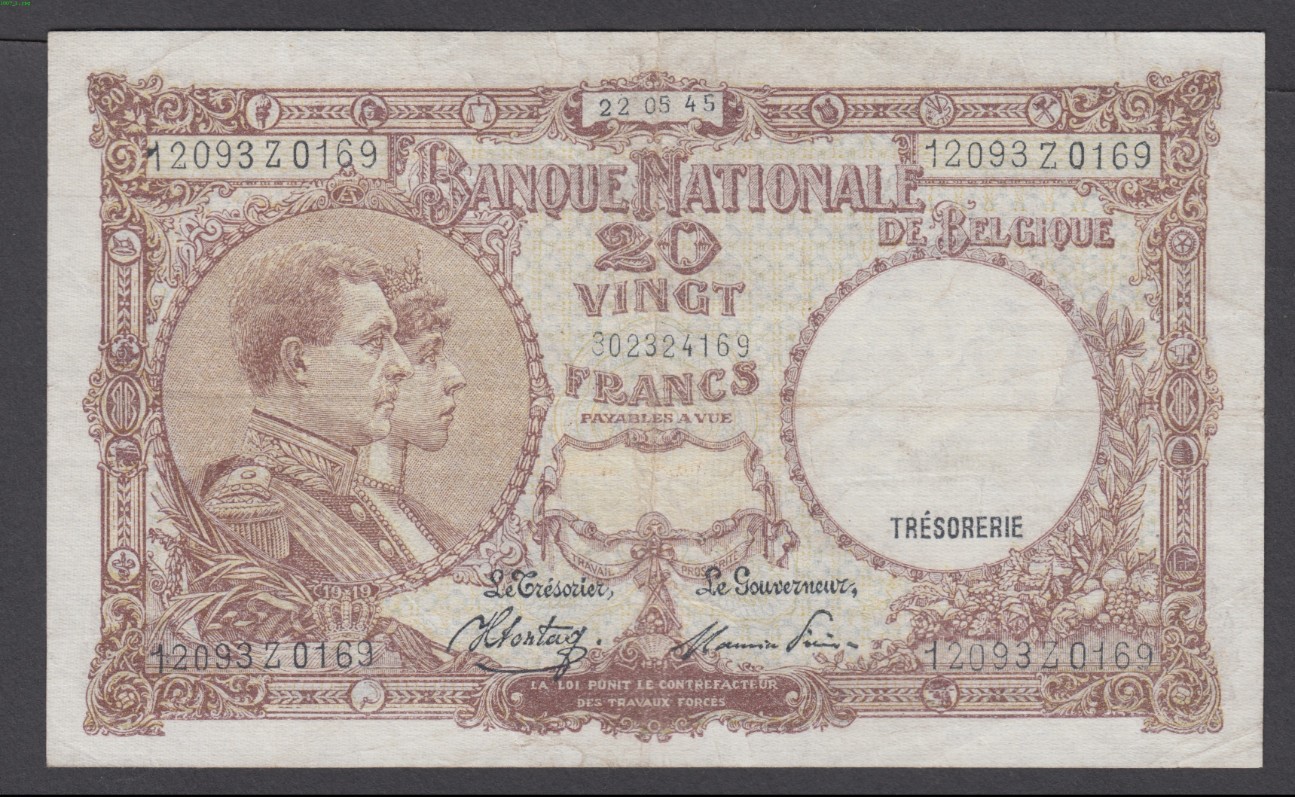 22 05 45
12093 Z 0169
12093 Z 0169
BANQUE NATIONALE
DE BELGIQUE
20
VINGT
302324169
FRANCS
PAYABLES A VUE
TRÉSORERIE
TRAVAIL
Le Trésorier,
Le Gouverneur,
1919
12093 Z 0169
12093 Z 0169
LA LOI PUNIT LE CONTREFACTEUR
DES TRAVAUX FORCÉS